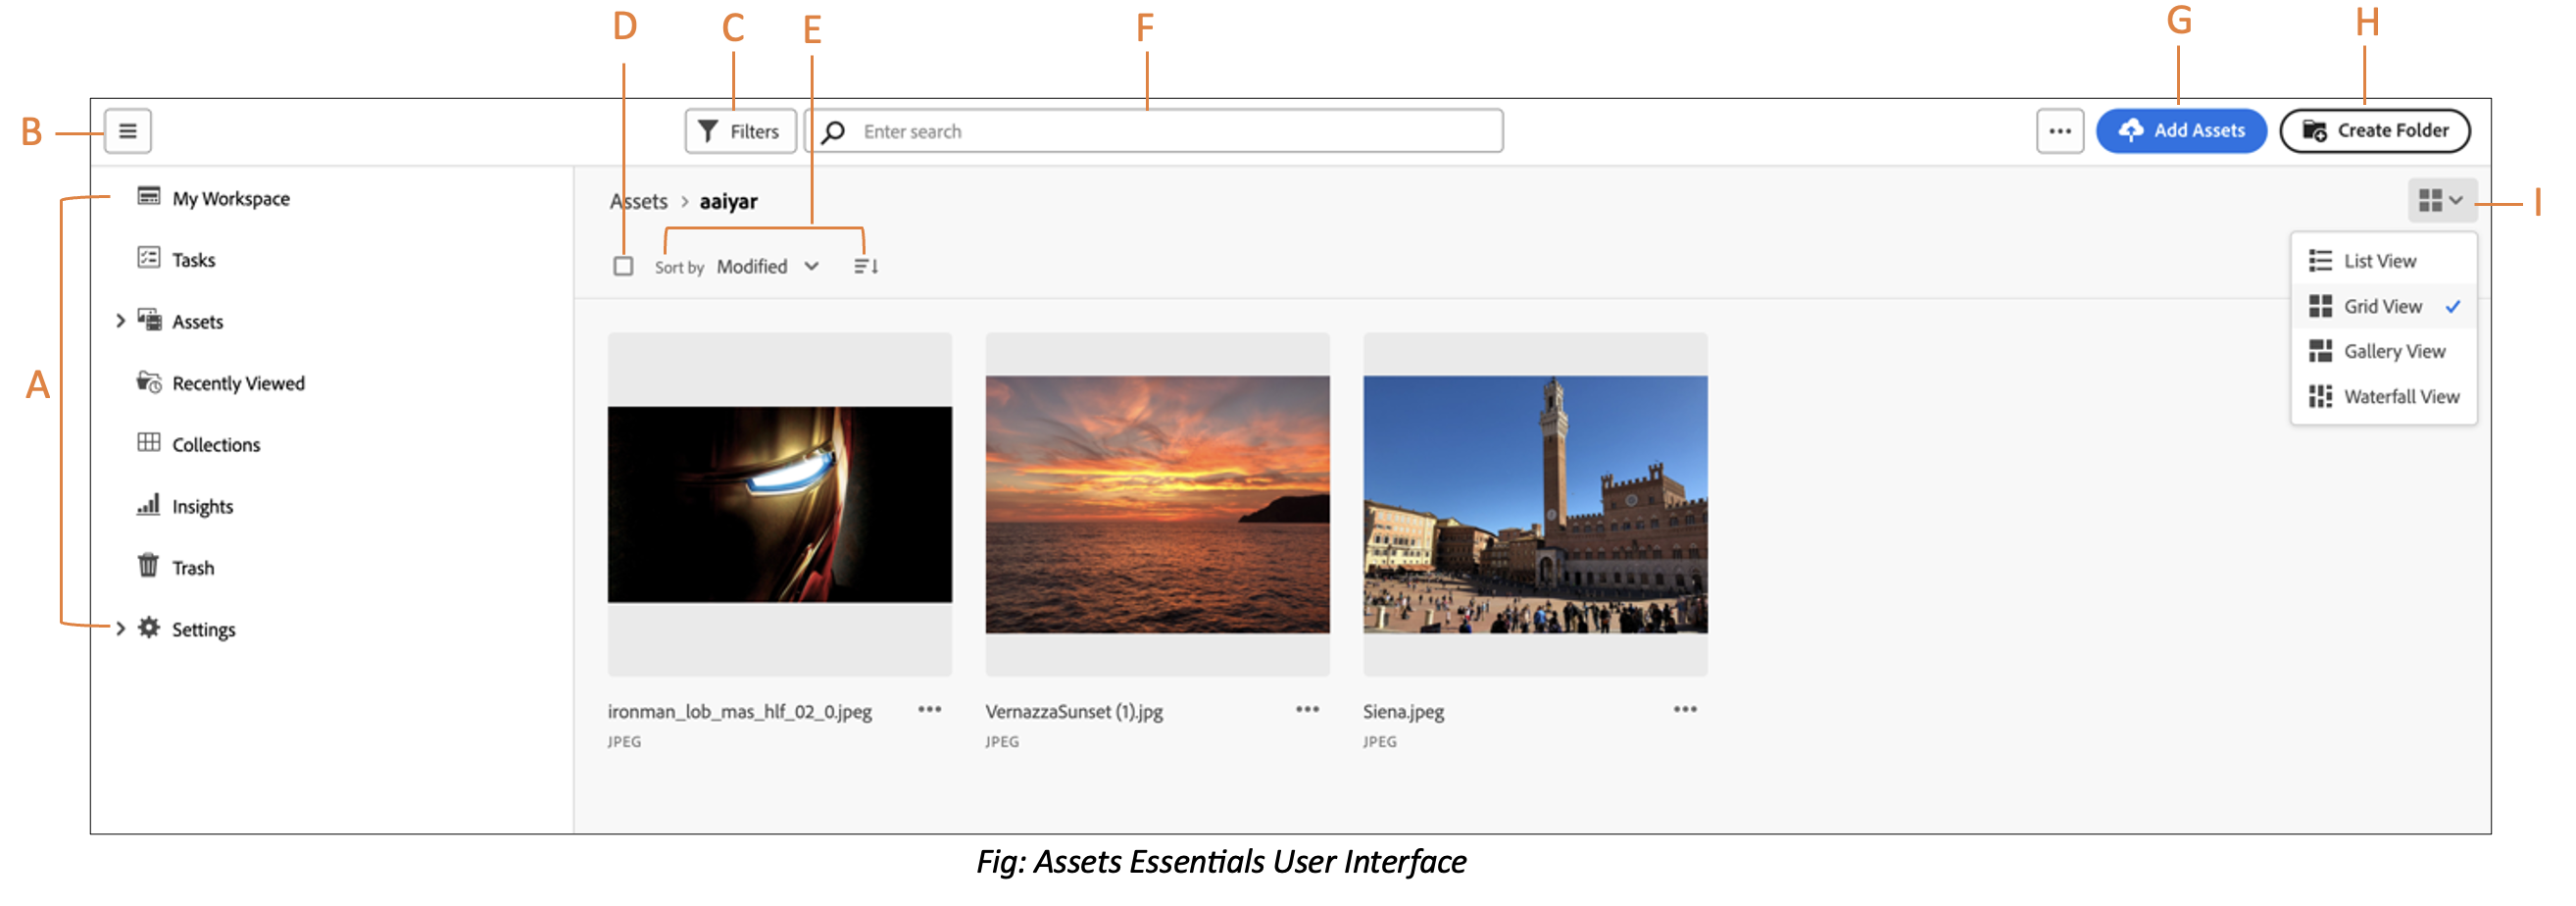 D C E F G H
B Filters Enter search ... Add Assets Create Folder
My Workspace
Assets > aaiyar
I
Tasks
Sort by Modified
List View
Assets
Grid View
Gallery View
A
Recently Viewed
Waterfall View
Collections
Insights
Trash
Settings
ironman_lob_mas_hlf_02_0.jpeg ... VernazzaSunset (1).jpg ... Siena.jpeg ...
JPEG JPEG JPEG
Fig: Assets Essentials User Interface